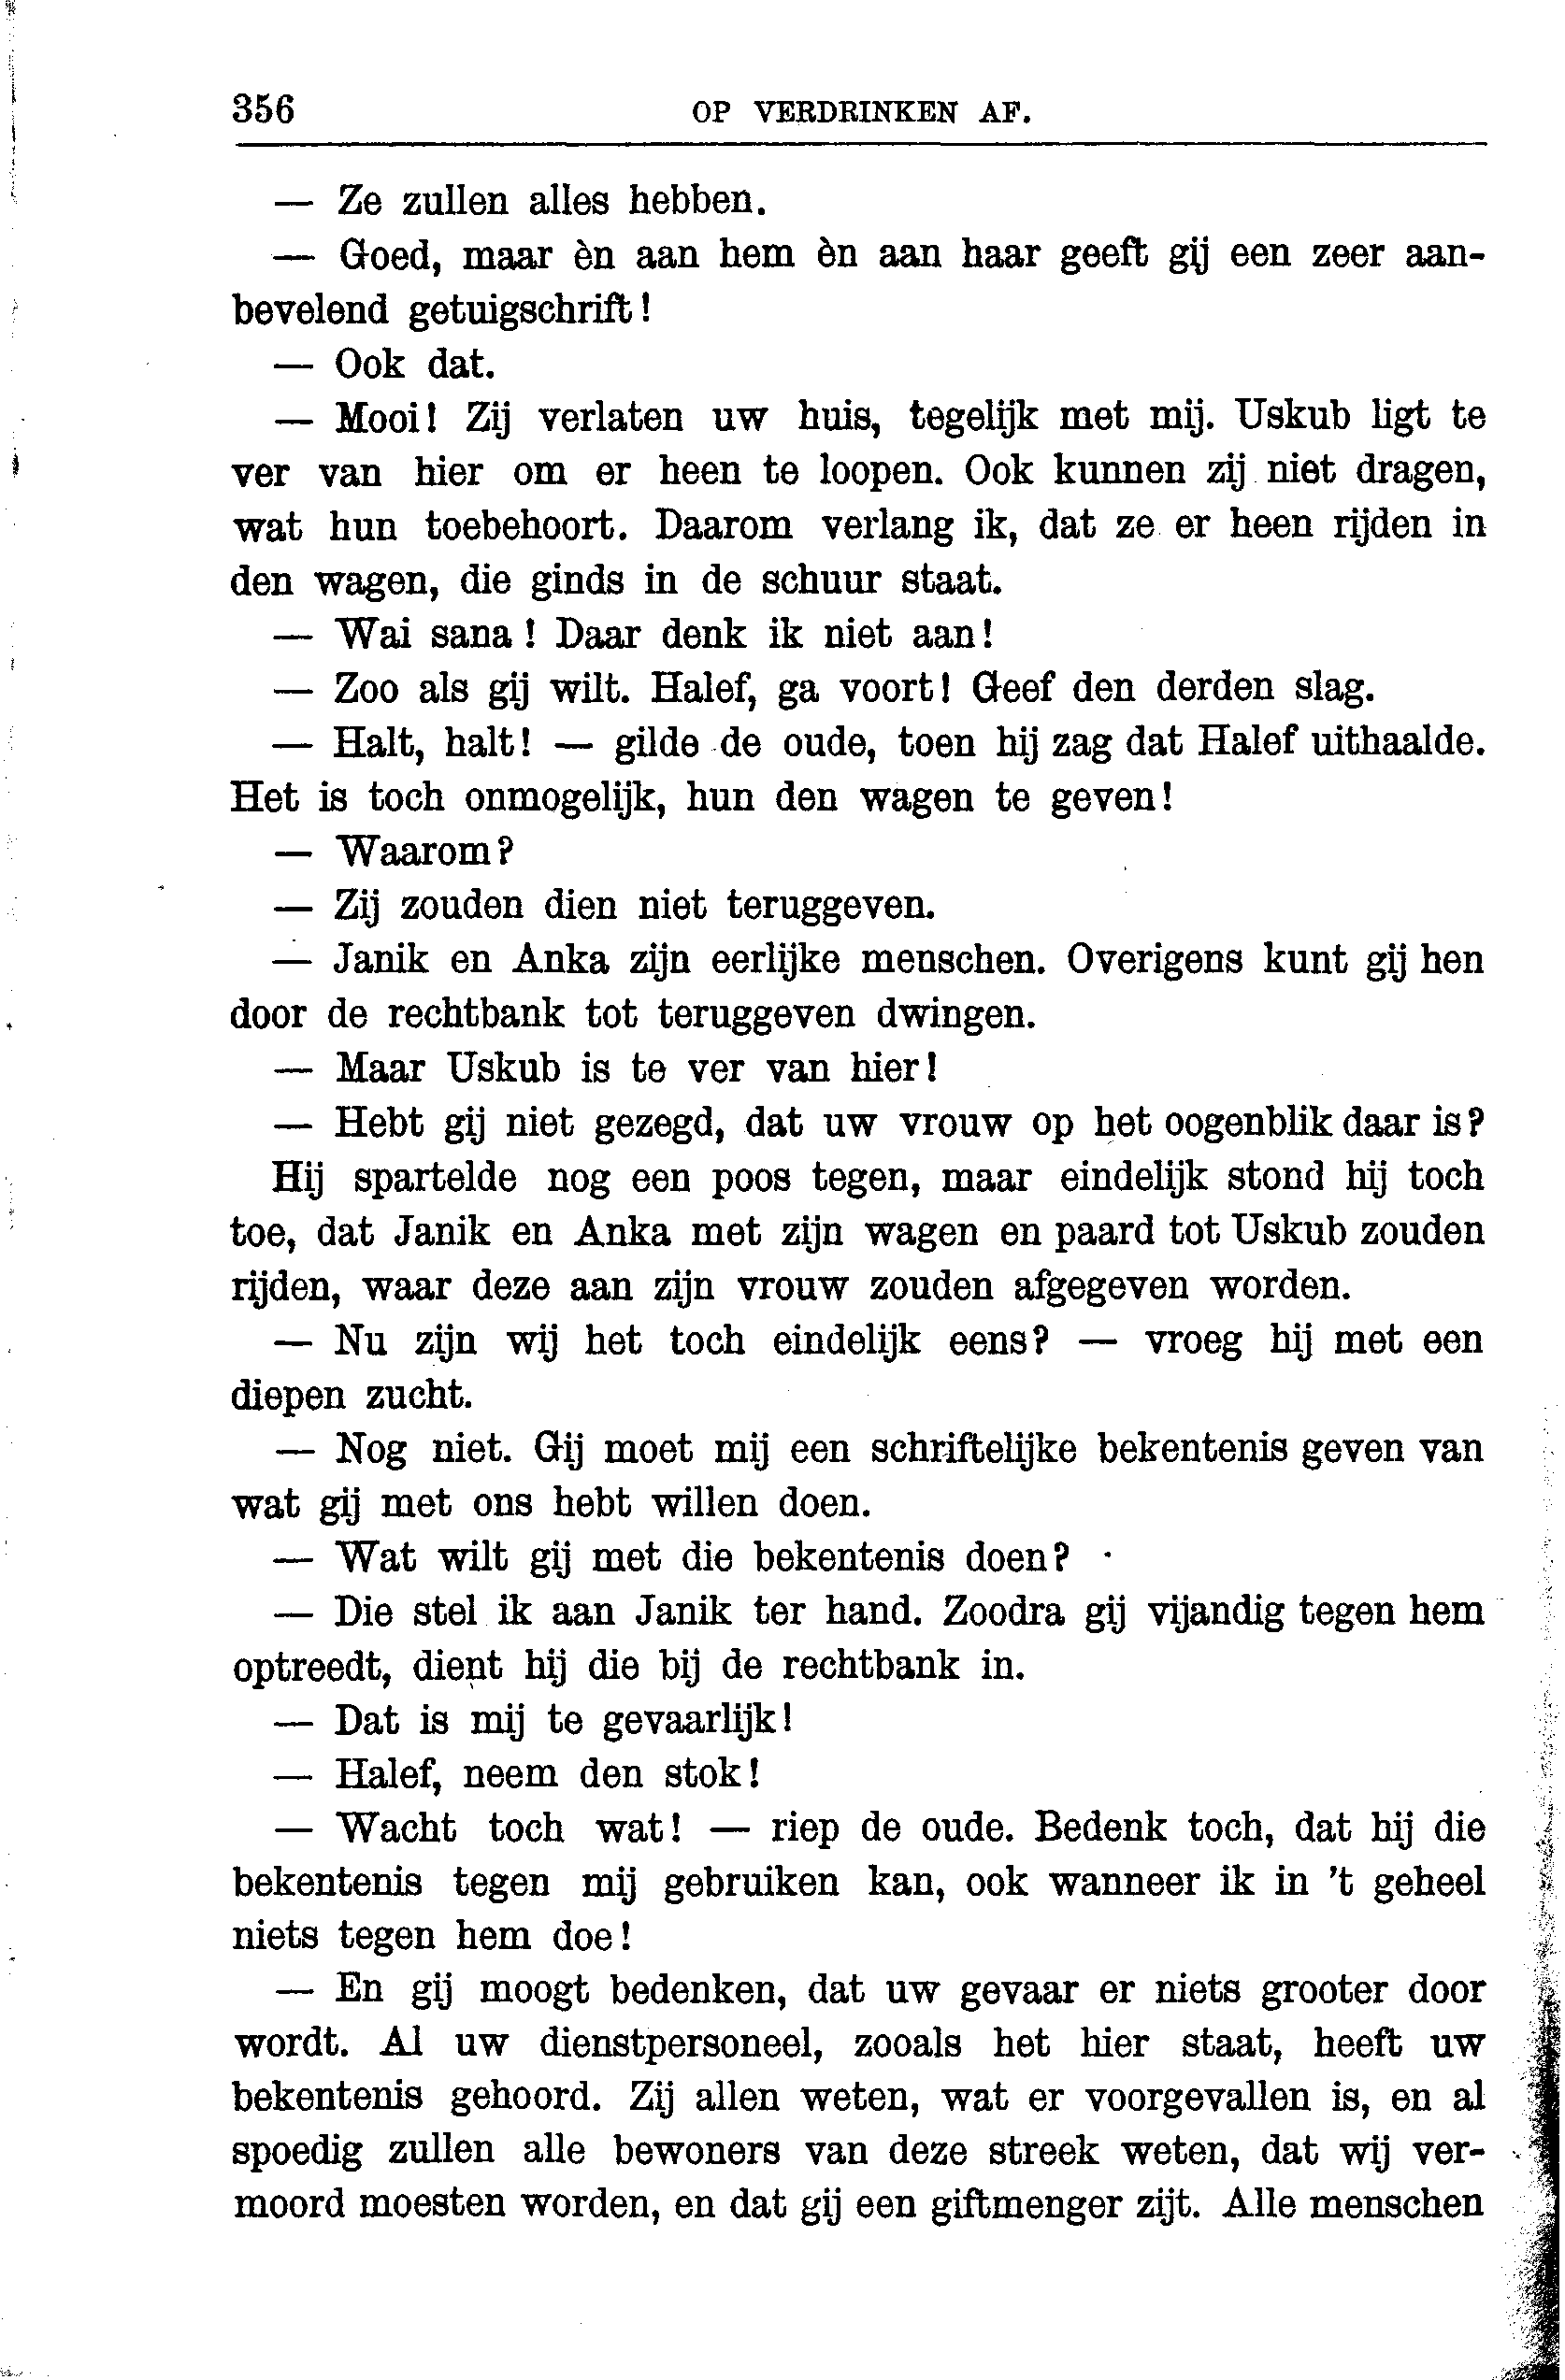 356 OP VERDRINKEN AF.
— Ze zullen alles hebben.
— Goed, maar èn aan hem èn aan haar geeft gij een zeer aan-
bevelend getuigschrift!
— Ook dat.
— Mooi! Zij verlaten uw huis, tegelijk met mij. Uskub ligt te
ver van hier om er heen te loopen. Ook kunnen zij niet dragen,
wat hun toebehoort. Daarom verlang ik, dat ze er heen rijden in
den wagen, die ginds in de schuur staat.
— Wai sana! Daar denk ik niet aan!
— Zoo als gij wilt. Halef, ga voort! Geef den derden slag.
— Halt, halt! — gilde de oude, toen hij zag dat Halef uithaalde.
Het is toch onmogelijk, hun den wagen te geven!
— Waarom?
— Zij zouden dien niet teruggeven.
— Janik en Anka zijn eerlijke menschen. Overigens kunt gij hen
door de rechtbank tot teruggeven dwingen.
— Maar Uskub is te ver van hier!
— Hebt gij niet gezegd, dat uw vrouw op het oogenblik daar is?
Hij spartelde nog een poos tegen, maar eindelijk stond hij toch
toe, dat Janik en Anka met zijn wagen en paard tot Uskub zouden
rijden, waar deze aan zijn vrouw zouden afgegeven worden.
— Nu zijn wij het toch eindelijk eens? — vroeg hij met een
diepen zucht.
— Nog niet. Gij moet mij een schriftelijke bekentenis geven van
wat gij met ons hebt willen doen.
— Wat wilt gij met die bekentenis doen?
— Die stel ik aan Janik ter hand. Zoodra gij vijandig tegen hem
optreedt, dient hij die bij de rechtbank in.
— Dat is mij te gevaarlijk!
— Halef, neem den stok!
— Wacht toch wat! — riep de oude. Bedenk toch, dat hij die
bekentenis tegen mij gebruiken kan, ook wanneer ik in 't geheel
niets tegen hem doe!
— En gij moogt bedenken, dat uw gevaar er niets grooter door
wordt. Al uw dienstpersoneel, zooals het hier staat, heeft uw
bekentenis gehoord. Zij allen weten, wat er voorgevallen is, en al
spoedig zullen alle bewoners van deze streek weten, dat wij ver-
moord moesten worden, en dat gij een giftmenger zijt. Alle menschen